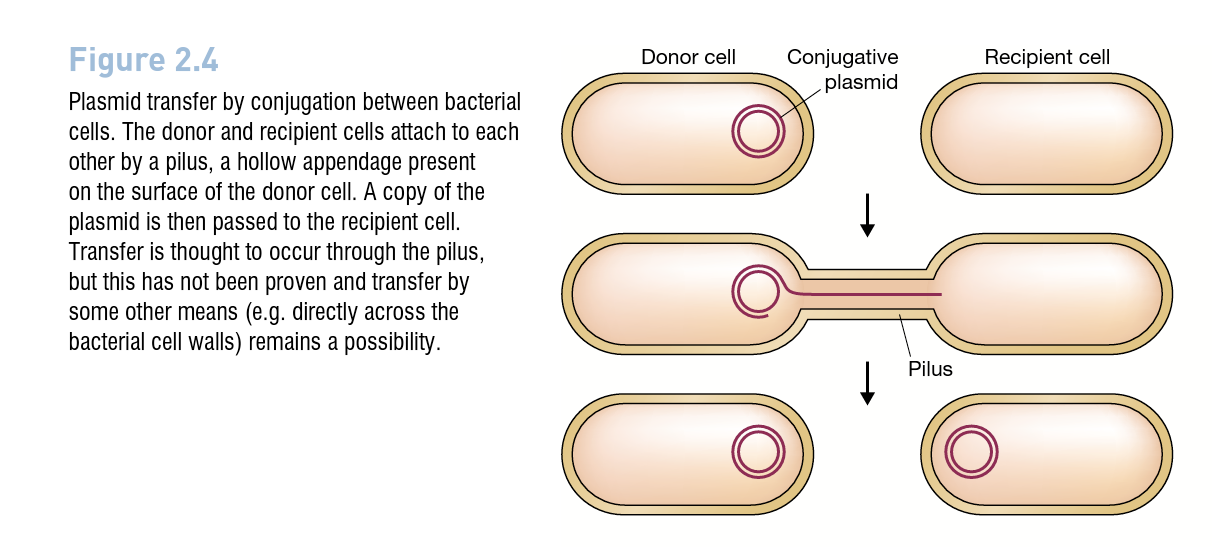 Figure 2.4
Plasmid transfer by conjugation between bacterial
cells. The donor and recipient cells attach to each
other by a pilus, a hollow appendage present
on the surface of the donor cell. A copy of the
plasmid is then passed to the recipient cell.
Transfer is thought to occur through the pilus,
but this has not been proven and transfer by
some other means (e.g. directly across the
bacterial cell walls) remains a possibility.
Donor cell
Conjugative
plasmid
Recipient cell
Pilus